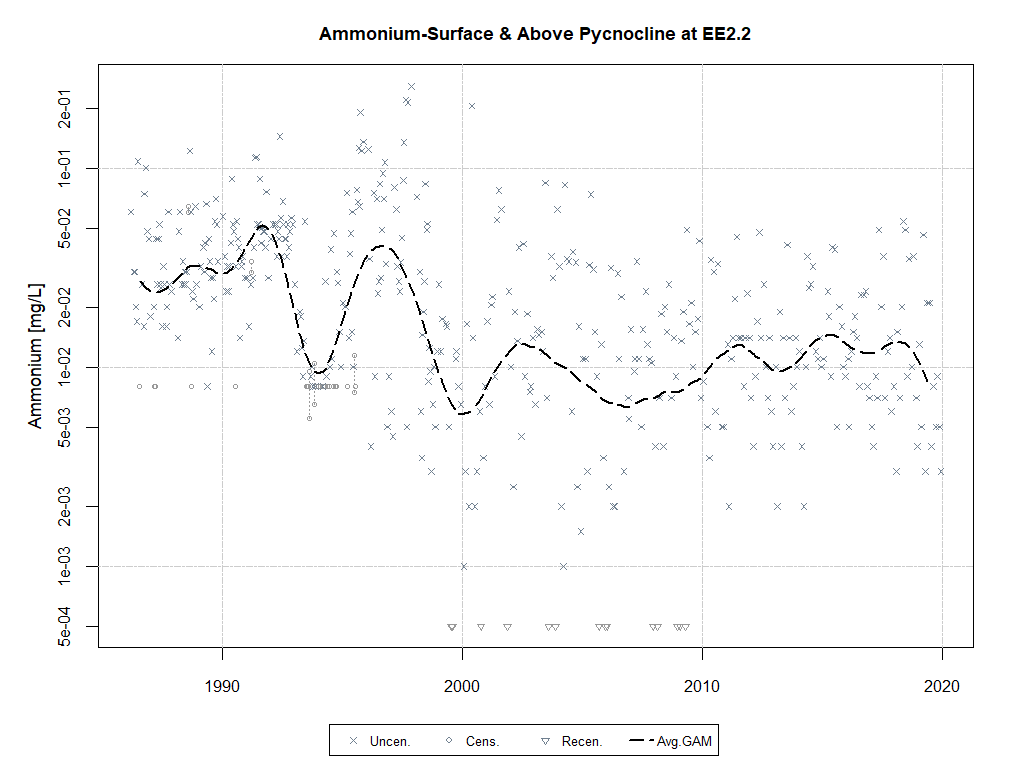 Ammonium-Surface & Above Pycnocline at EE2.2
Ammonium [mg/L]
2e-01
1e-01
5e-02
2e-02
1e-02
5e-03
2e-03
1e-03
5e-04
1990 2000 2010 2020
Uncen. Cens. Recen. Avg.GAM